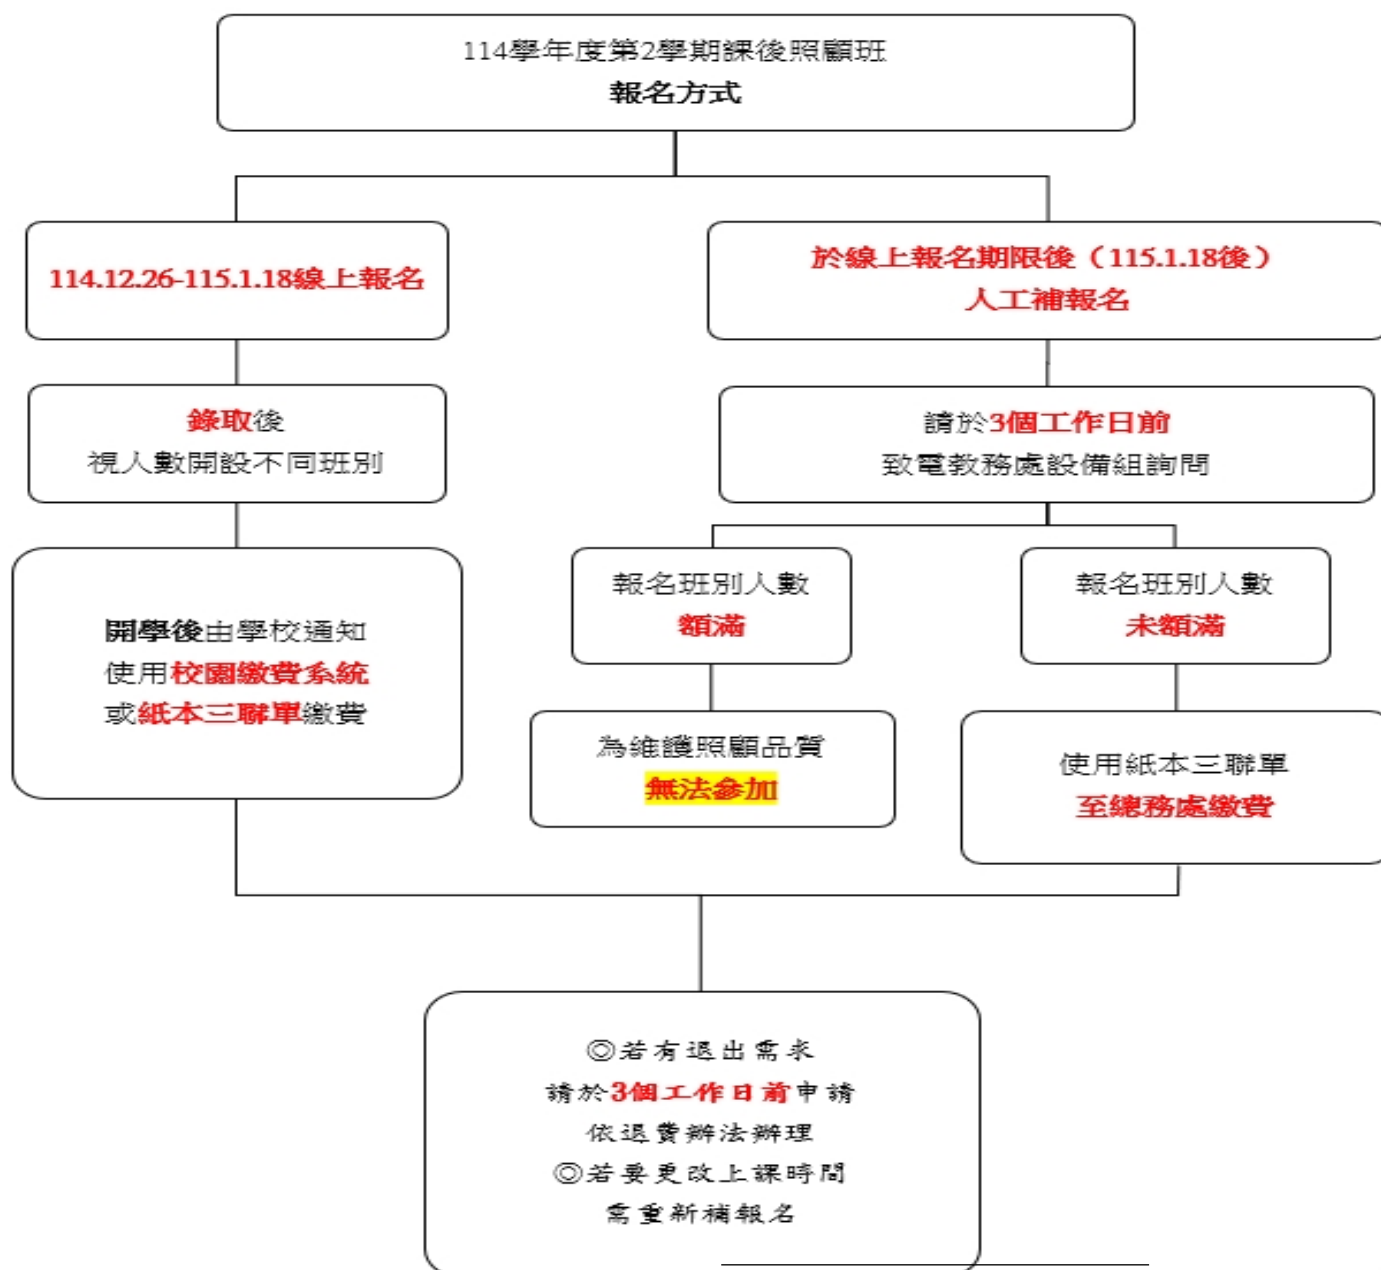 114學年度第2學期課後照顧班
報名方式
114.12.26-115.1.18線上報名
錄取後
視人數開設不同班別
開學後由學校通知
使用校園繳費系統
或紙本三聯單繳費
於線上報名期限後（115.1.18後）
人工補報名
請於3個工作日前
致電教務處設備組詢問
報名班別人數
額滿
為維護照顧品質
無法參加
報名班別人數
未額滿
使用紙本三聯單
至總務處繳費
◎若有退出需求
請於3個工作日前申請
依退費辦法辦理
◎若要更改上課時間
需重新補報名